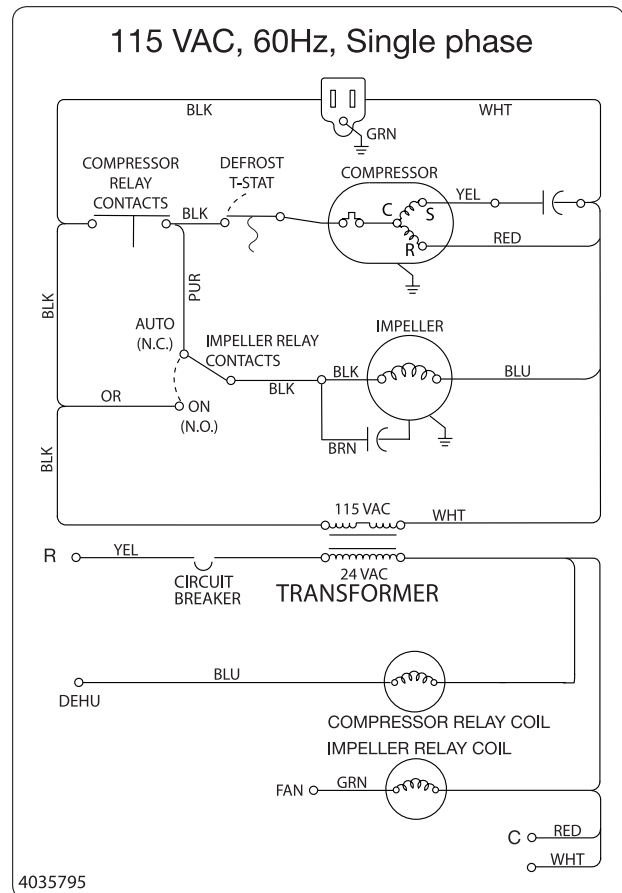 115 VAC, 60Hz, Single phase
BLK
WHT
GRN
COMPRESSOR
RELAY
CONTACTS
DEFROST
T-STAT
COMPRESSOR
BLK
C
S
R
YEL
RED
BLK
PUR
AUTO
(N.C.)
IMPELLER RELAY
CONTACTS
IMPELLER
BLK
BLK
BLU
OR
ON
(N.O.)
BRN
BLK
115 VAC
WHT
R
YEL
CIRCUIT
BREAKER
24 VAC
TRANSFORMER
BLU
DEHU
COMPRESSOR RELAY COIL
IMPELLER RELAY COIL
FAN
GRN
C
RED
WHT
4035795